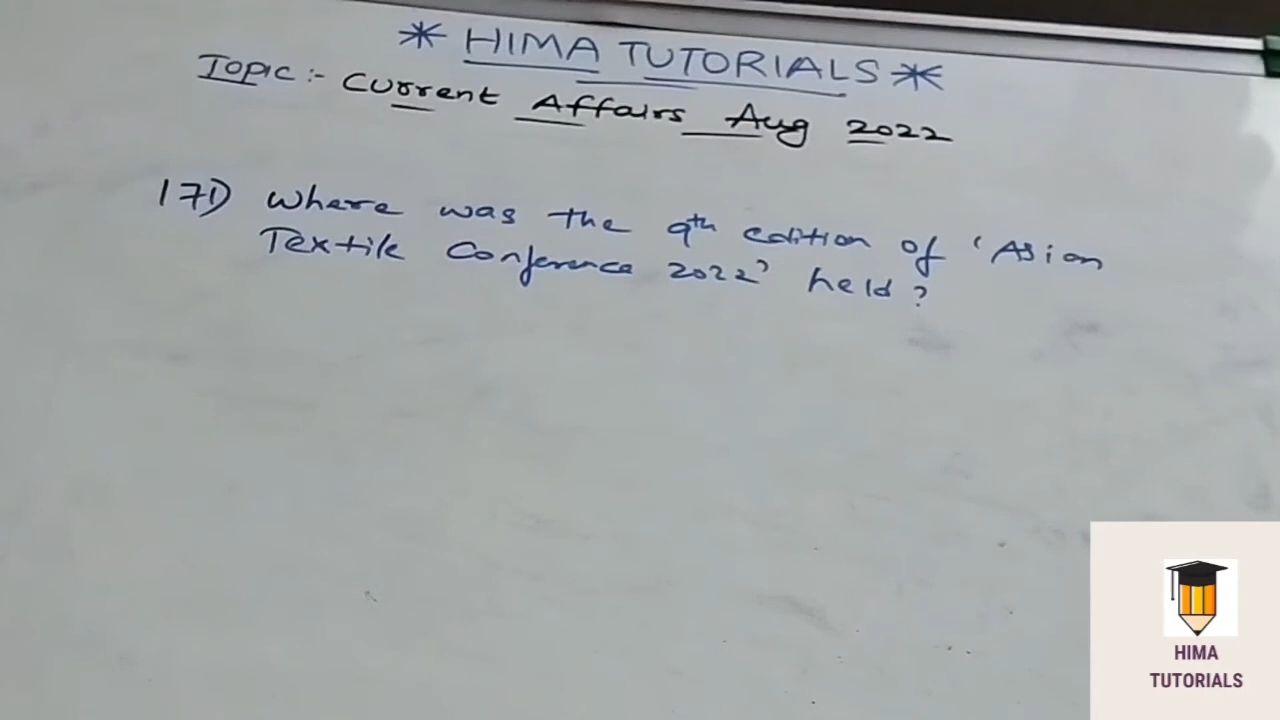 * HIMA TUTORIALS *
Topic:- Current Affairs Aug 2022
171) Where was the 9th edition of 'Asian
Textile Conference 2022' held?
HIMA
TUTORIALS